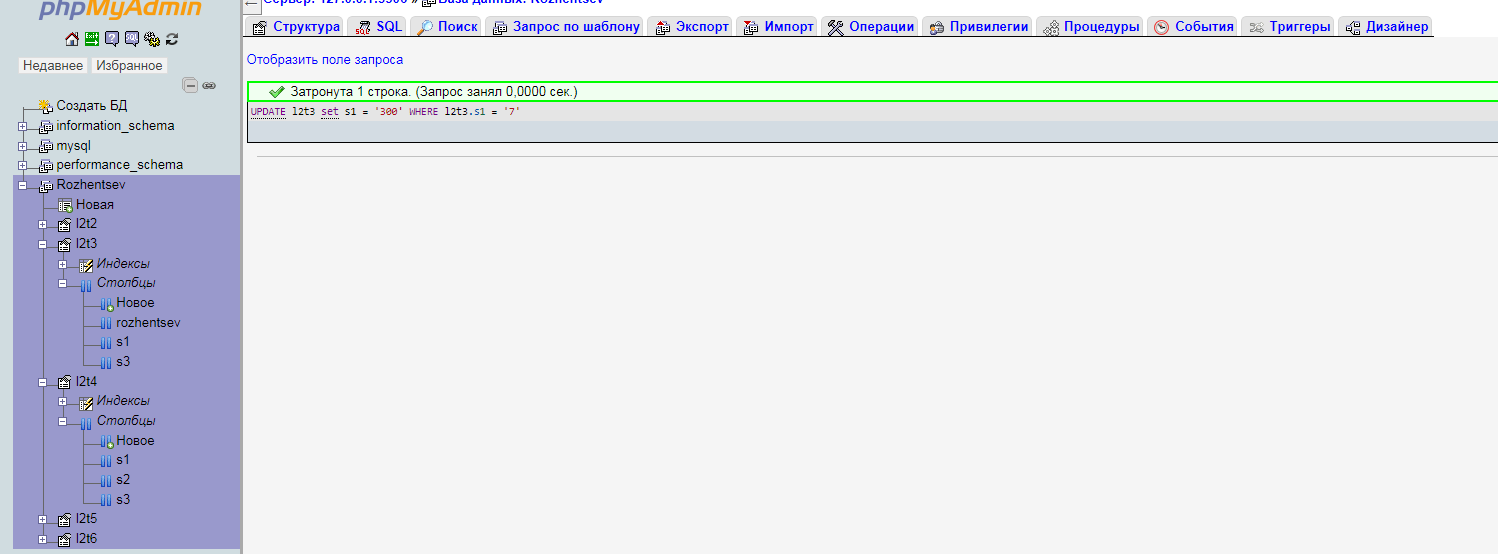 phpMyAdmin
Недавнее Избранное
Создать БД
information_schema
mysql
performance_schema
Rozhentsev
Новая
l2t2
l2t3
Индексы
Столбцы
Новое
rozhentsev
s1
s3
l2t4
Индексы
Столбцы
Новое
s1
s2
s3
l2t5
l2t6
Сервер: 127.0.0.1:3306 » База данных: Rozhentsev
Структура SQL Поиск Запрос по шаблону Экспорт Импорт Операции Привилегии Процедуры События Триггеры Дизайнер
Отобразить поле запроса
Затронута 1 строка. (Запрос занял 0,0000 сек.)
UPDATE l2t3 set s1 = '300' WHERE l2t3.s1 = '7'